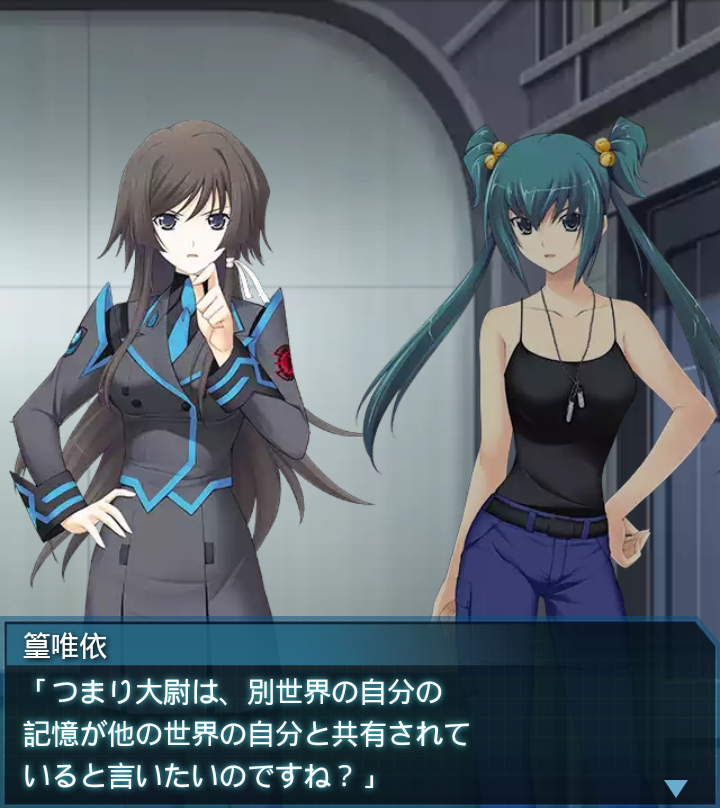 篁唯依
「つまり大尉は、別世界の自分の
記憶が他の世界の自分と共有されて
いると言いたいのですね？」